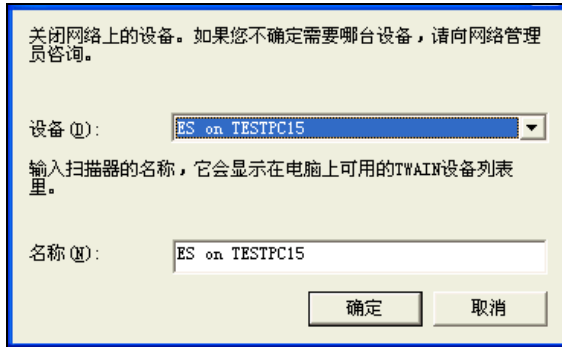 关闭网络上的设备。如果您不确定需要哪台设备，请向网络管理
员咨询。
设备(D): ES on TESTPC15
输入扫描器的名称，它会显示在电脑上可用的TWAIN设备列表
里。
名称(N): ES on TESTPC15
确定 取消